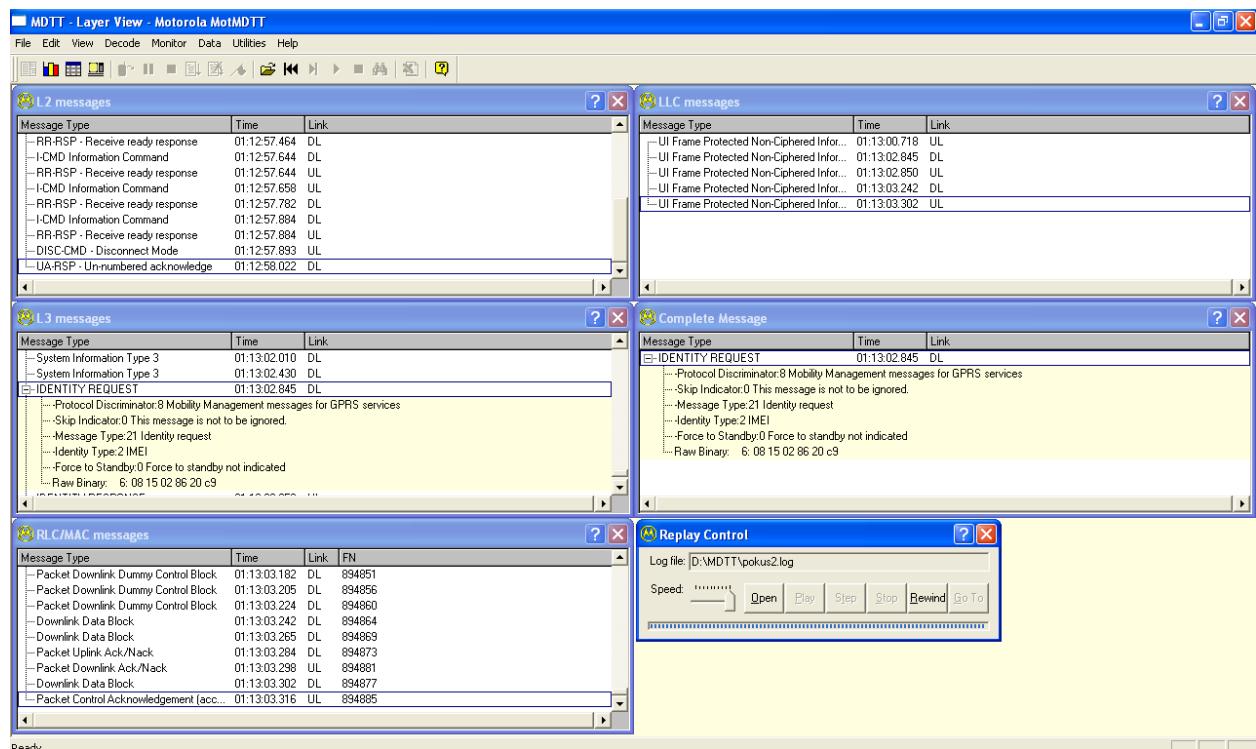 MDTT - Layer View - Motorola MotMDTT
File Edit View Decode Monitor Data Utilities Help
L2 messages
Message Type Time Link
RR-RSP - Receive ready response 01:12:57.464 DL
I-CMD Information Command 01:12:57.644 DL
RR-RSP - Receive ready response 01:12:57.644 UL
I-CMD Information Command 01:12:57.658 UL
RR-RSP - Receive ready response 01:12:57.782 DL
I-CMD Information Command 01:12:57.884 DL
RR-RSP - Receive ready response 01:12:57.884 UL
DISC-CMD - Disconnect Mode 01:12:57.893 UL
UA-RSP - Un-numbered acknowledge 01:12:58.022 DL
LLC messages
Message Type Time Link
UI Frame Protected Non-Ciphered Infor... 01:13:00.718 UL
UI Frame Protected Non-Ciphered Infor... 01:13:02.845 DL
UI Frame Protected Non-Ciphered Infor... 01:13:02.850 UL
UI Frame Protected Non-Ciphered Infor... 01:13:03.242 DL
UI Frame Protected Non-Ciphered Infor... 01:13:03.302 UL
L3 messages
Message Type Time Link
System Information Type 3 01:13:02.010 DL
System Information Type 3 01:13:02.430 DL
IDENTITY REQUEST 01:13:02.845 DL
-Protocol Discriminator:8 Mobility Management messages for GPRS services
-Skip Indicator:0 This message is not to be ignored.
-Message Type:21 Identity request
-Identity Type:2 IMEI
-Force to Standby:0 Force to standby not indicated
Raw Binary: 6: 08 15 02 86 20 c9
Complete Message
Message Type Time Link
IDENTITY REQUEST 01:13:02.845 DL
-Protocol Discriminator:8 Mobility Management messages for GPRS services
-Skip Indicator:0 This message is not to be ignored.
-Message Type:21 Identity request
-Identity Type:2 IMEI
-Force to Standby:0 Force to standby not indicated
Raw Binary: 6: 08 15 02 86 20 c9
RLC/MAC messages
Message Type Time Link FN
Packet Downlink Dummy Control Block 01:13:03.182 DL 894851
Packet Downlink Dummy Control Block 01:13:03.205 DL 894856
Packet Downlink Dummy Control Block 01:13:03.224 DL 894860
Downlink Data Block 01:13:03.242 DL 894864
Downlink Data Block 01:13:03.265 DL 894869
Packet Uplink Ack/Nack 01:13:03.284 DL 894873
Packet Downlink Ack/Nack 01:13:03.298 UL 894881
Downlink Data Block 01:13:03.302 DL 894877
Packet Control Acknowledgement (acc... 01:13:03.316 UL 894885
Replay Control
Log file: D:\MDTT\pokus2.log
Speed: Open Play Step Stop Rewind Go To
Ready